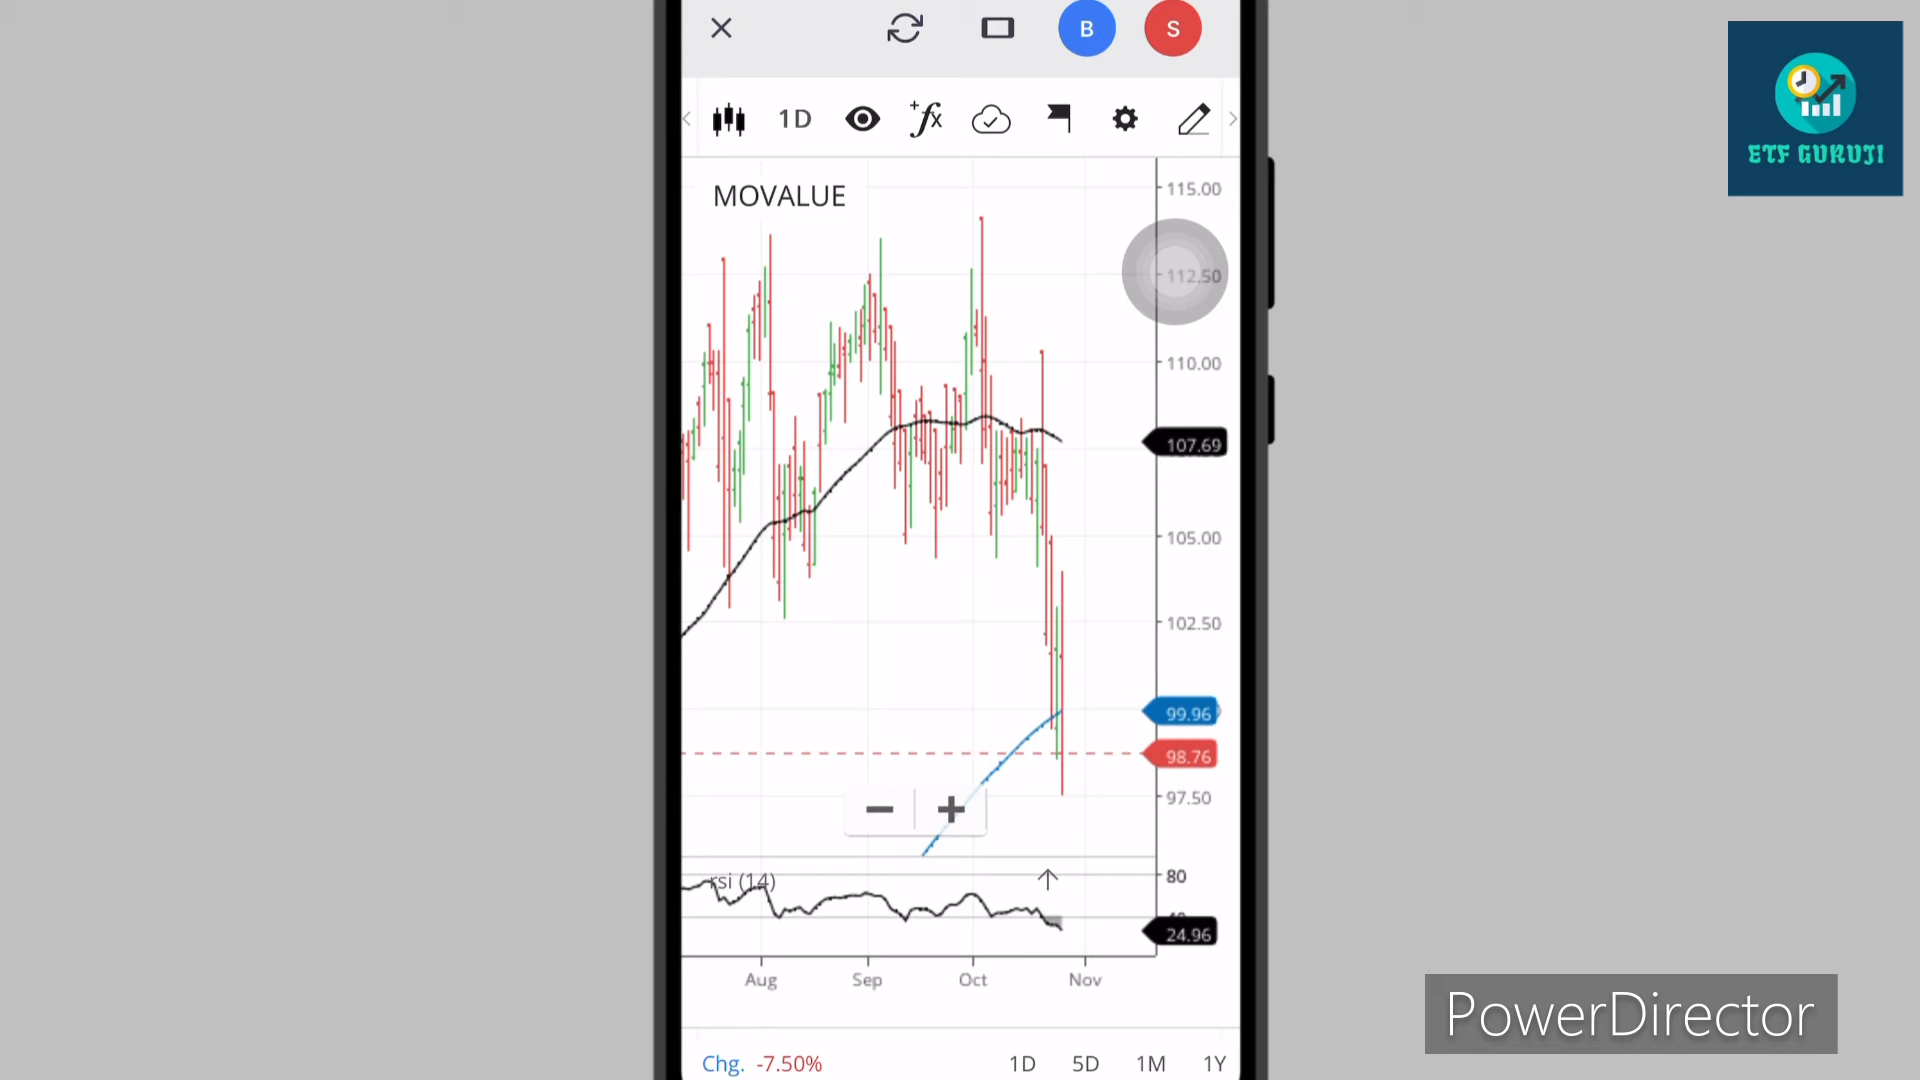 B
S
1D
fx
ETF GURUJI
MOVALUE
115.00
112.50
110.00
107.69
105.00
102.50
99.96
98.76
97.50
rsi (14)
80
24.96
Aug
Sep
Oct
Nov
Chg. -7.50%
1D
5D
1M
1Y
PowerDirector